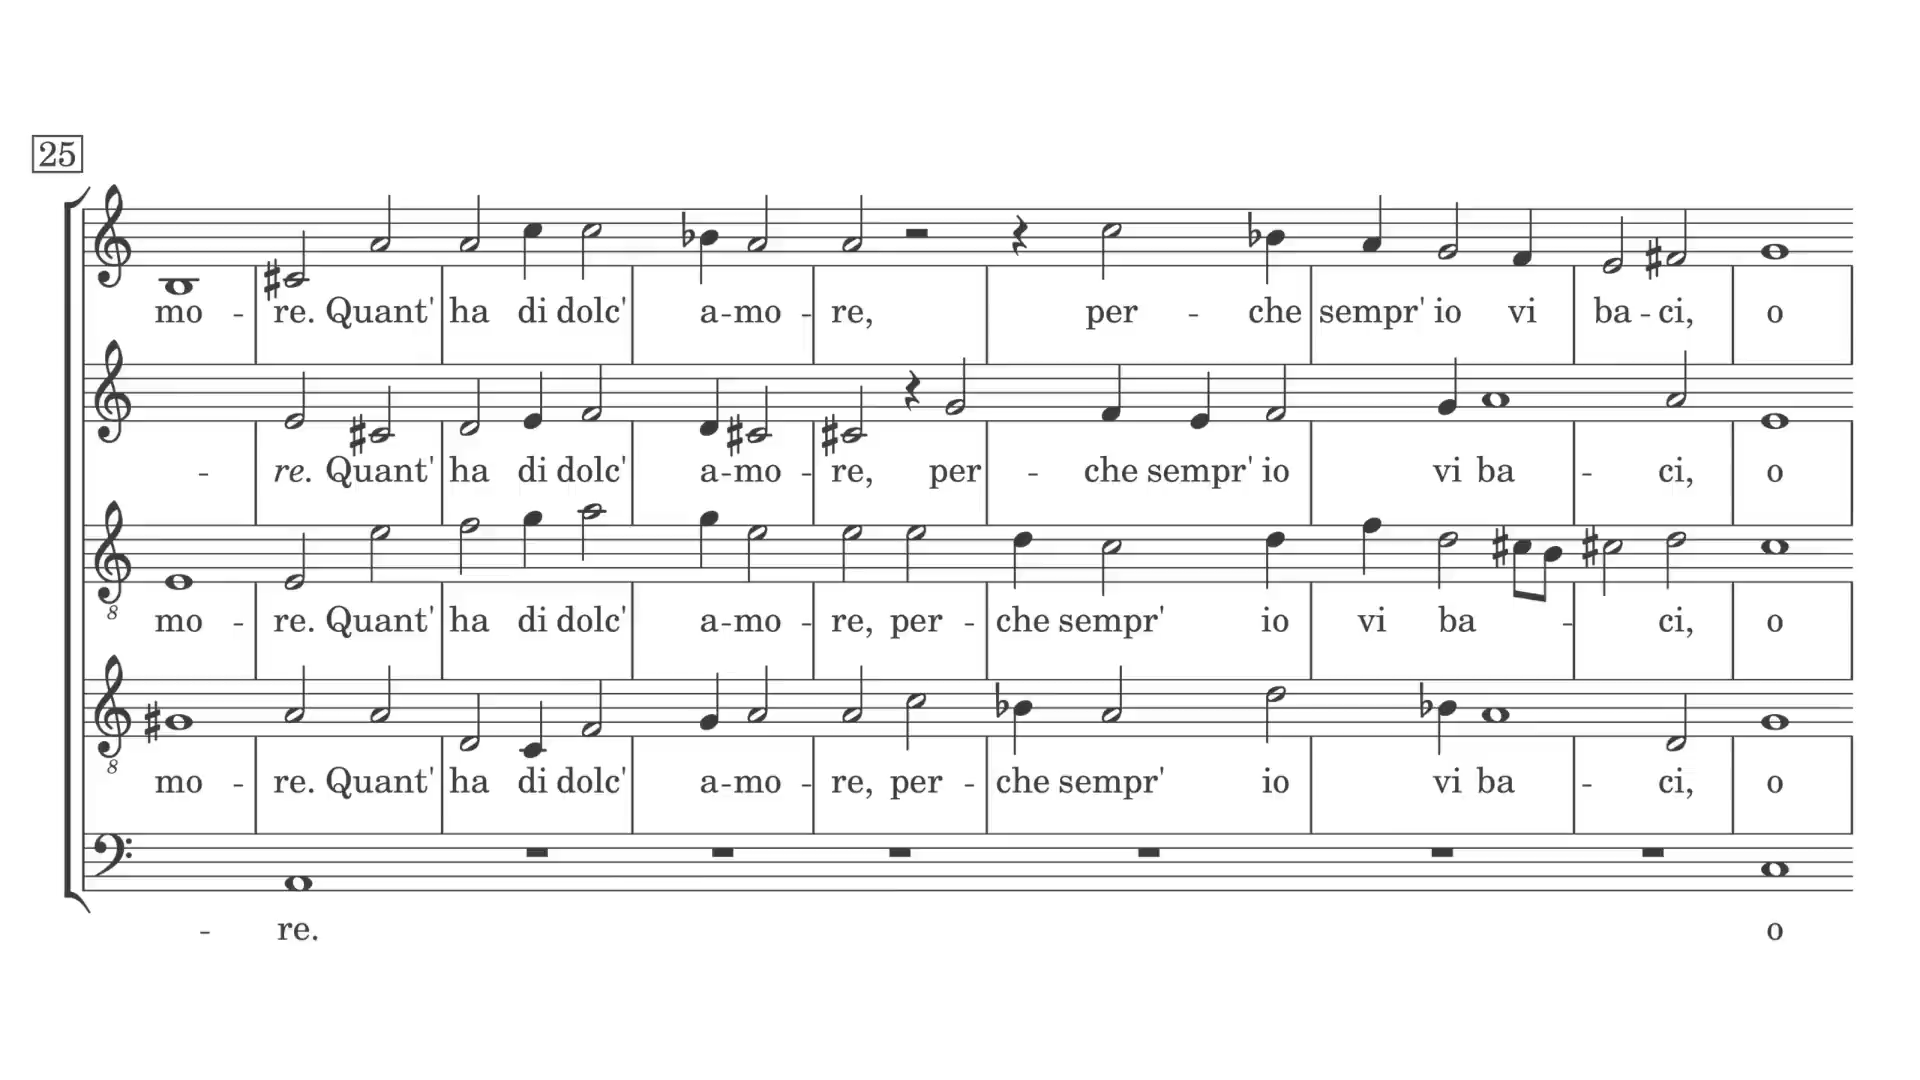 25
mo - re. Quant' ha di dolc' a-mo - re, per - che sempr' io vi ba - ci, o
- re. Quant' ha di dolc' a-mo - re, per - che sempr' io vi ba - ci, o
8
mo - re. Quant' ha di dolc' a-mo - re, per - che sempr' io vi ba - ci, o
8
mo - re. Quant' ha di dolc' a-mo - re, per - che sempr' io vi ba - ci, o
- re. o